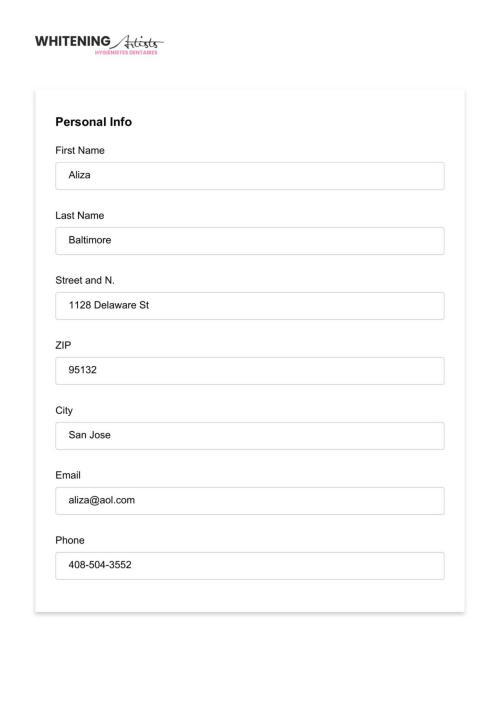 WHITENING Artists
HYGIÉNISTES DENTAIRES
Personal Info
First Name
Aliza
Last Name
Baltimore
Street and N.
1128 Delaware St
ZIP
95132
City
San Jose
Email
aliza@aol.com
Phone
408-504-3552